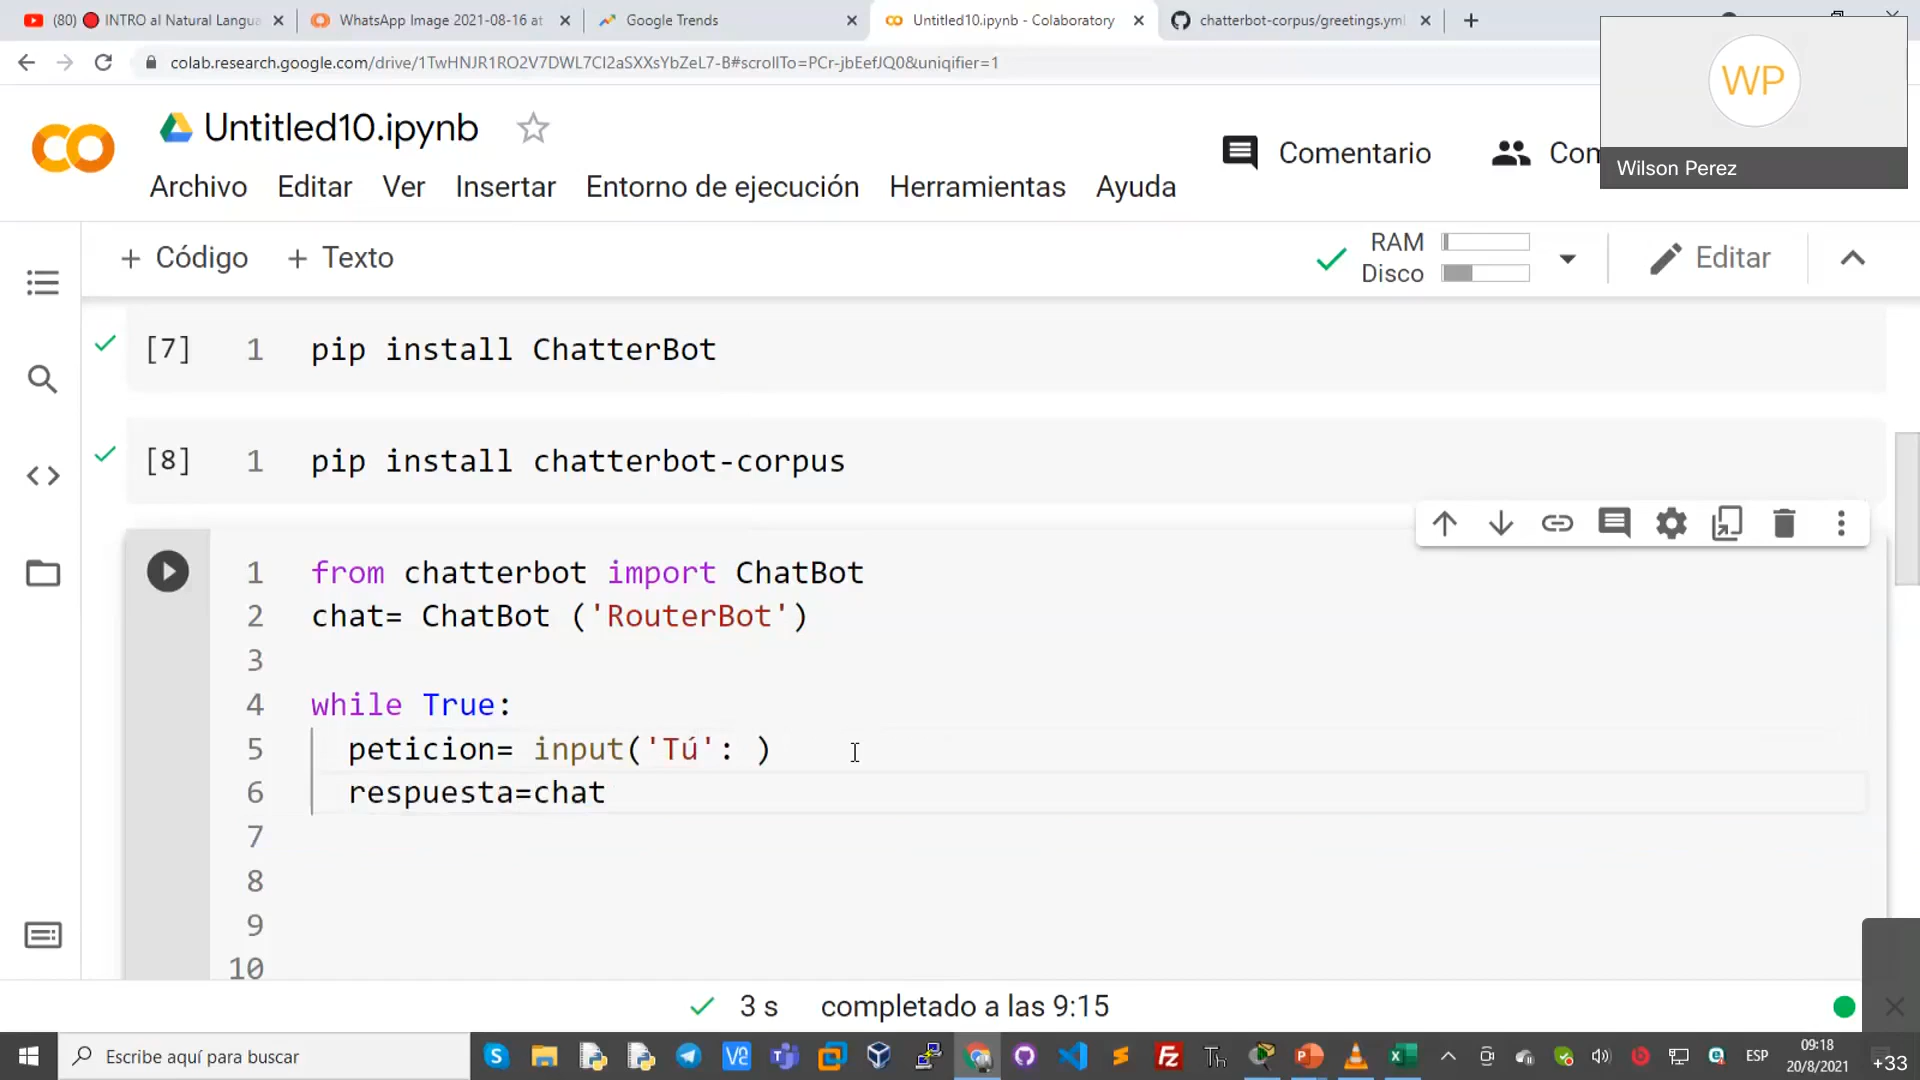 (80) INTRO al Natural Langua
WhatsApp Image 2021-08-16 at
Google Trends
Untitled10.ipynb - Colaboratory
chatterbot-corpus/greetings.yml
colab.research.google.com/drive/1TwHNJR1RO2V7DWL7CI2aSXXsYbZeL7-B#scrollTo=PCr-jbEefJQ0&uniqifier=1
WP
Wilson Perez
Untitled10.ipynb
Comentario
Com
Archivo Editar Ver Insertar Entorno de ejecución Herramientas Ayuda
+ Código + Texto
RAM
Disco
Editar
[7] 1 pip install ChatterBot
[8] 1 pip install chatterbot-corpus
1 from chatterbot import ChatBot
2 chat= ChatBot ('RouterBot')
3
4 while True:
5 peticion= input('Tú': )
6 respuesta=chat
7
8
9
10
3 s completado a las 9:15
Escribe aquí para buscar
ESP
09:18
20/8/2021
+33